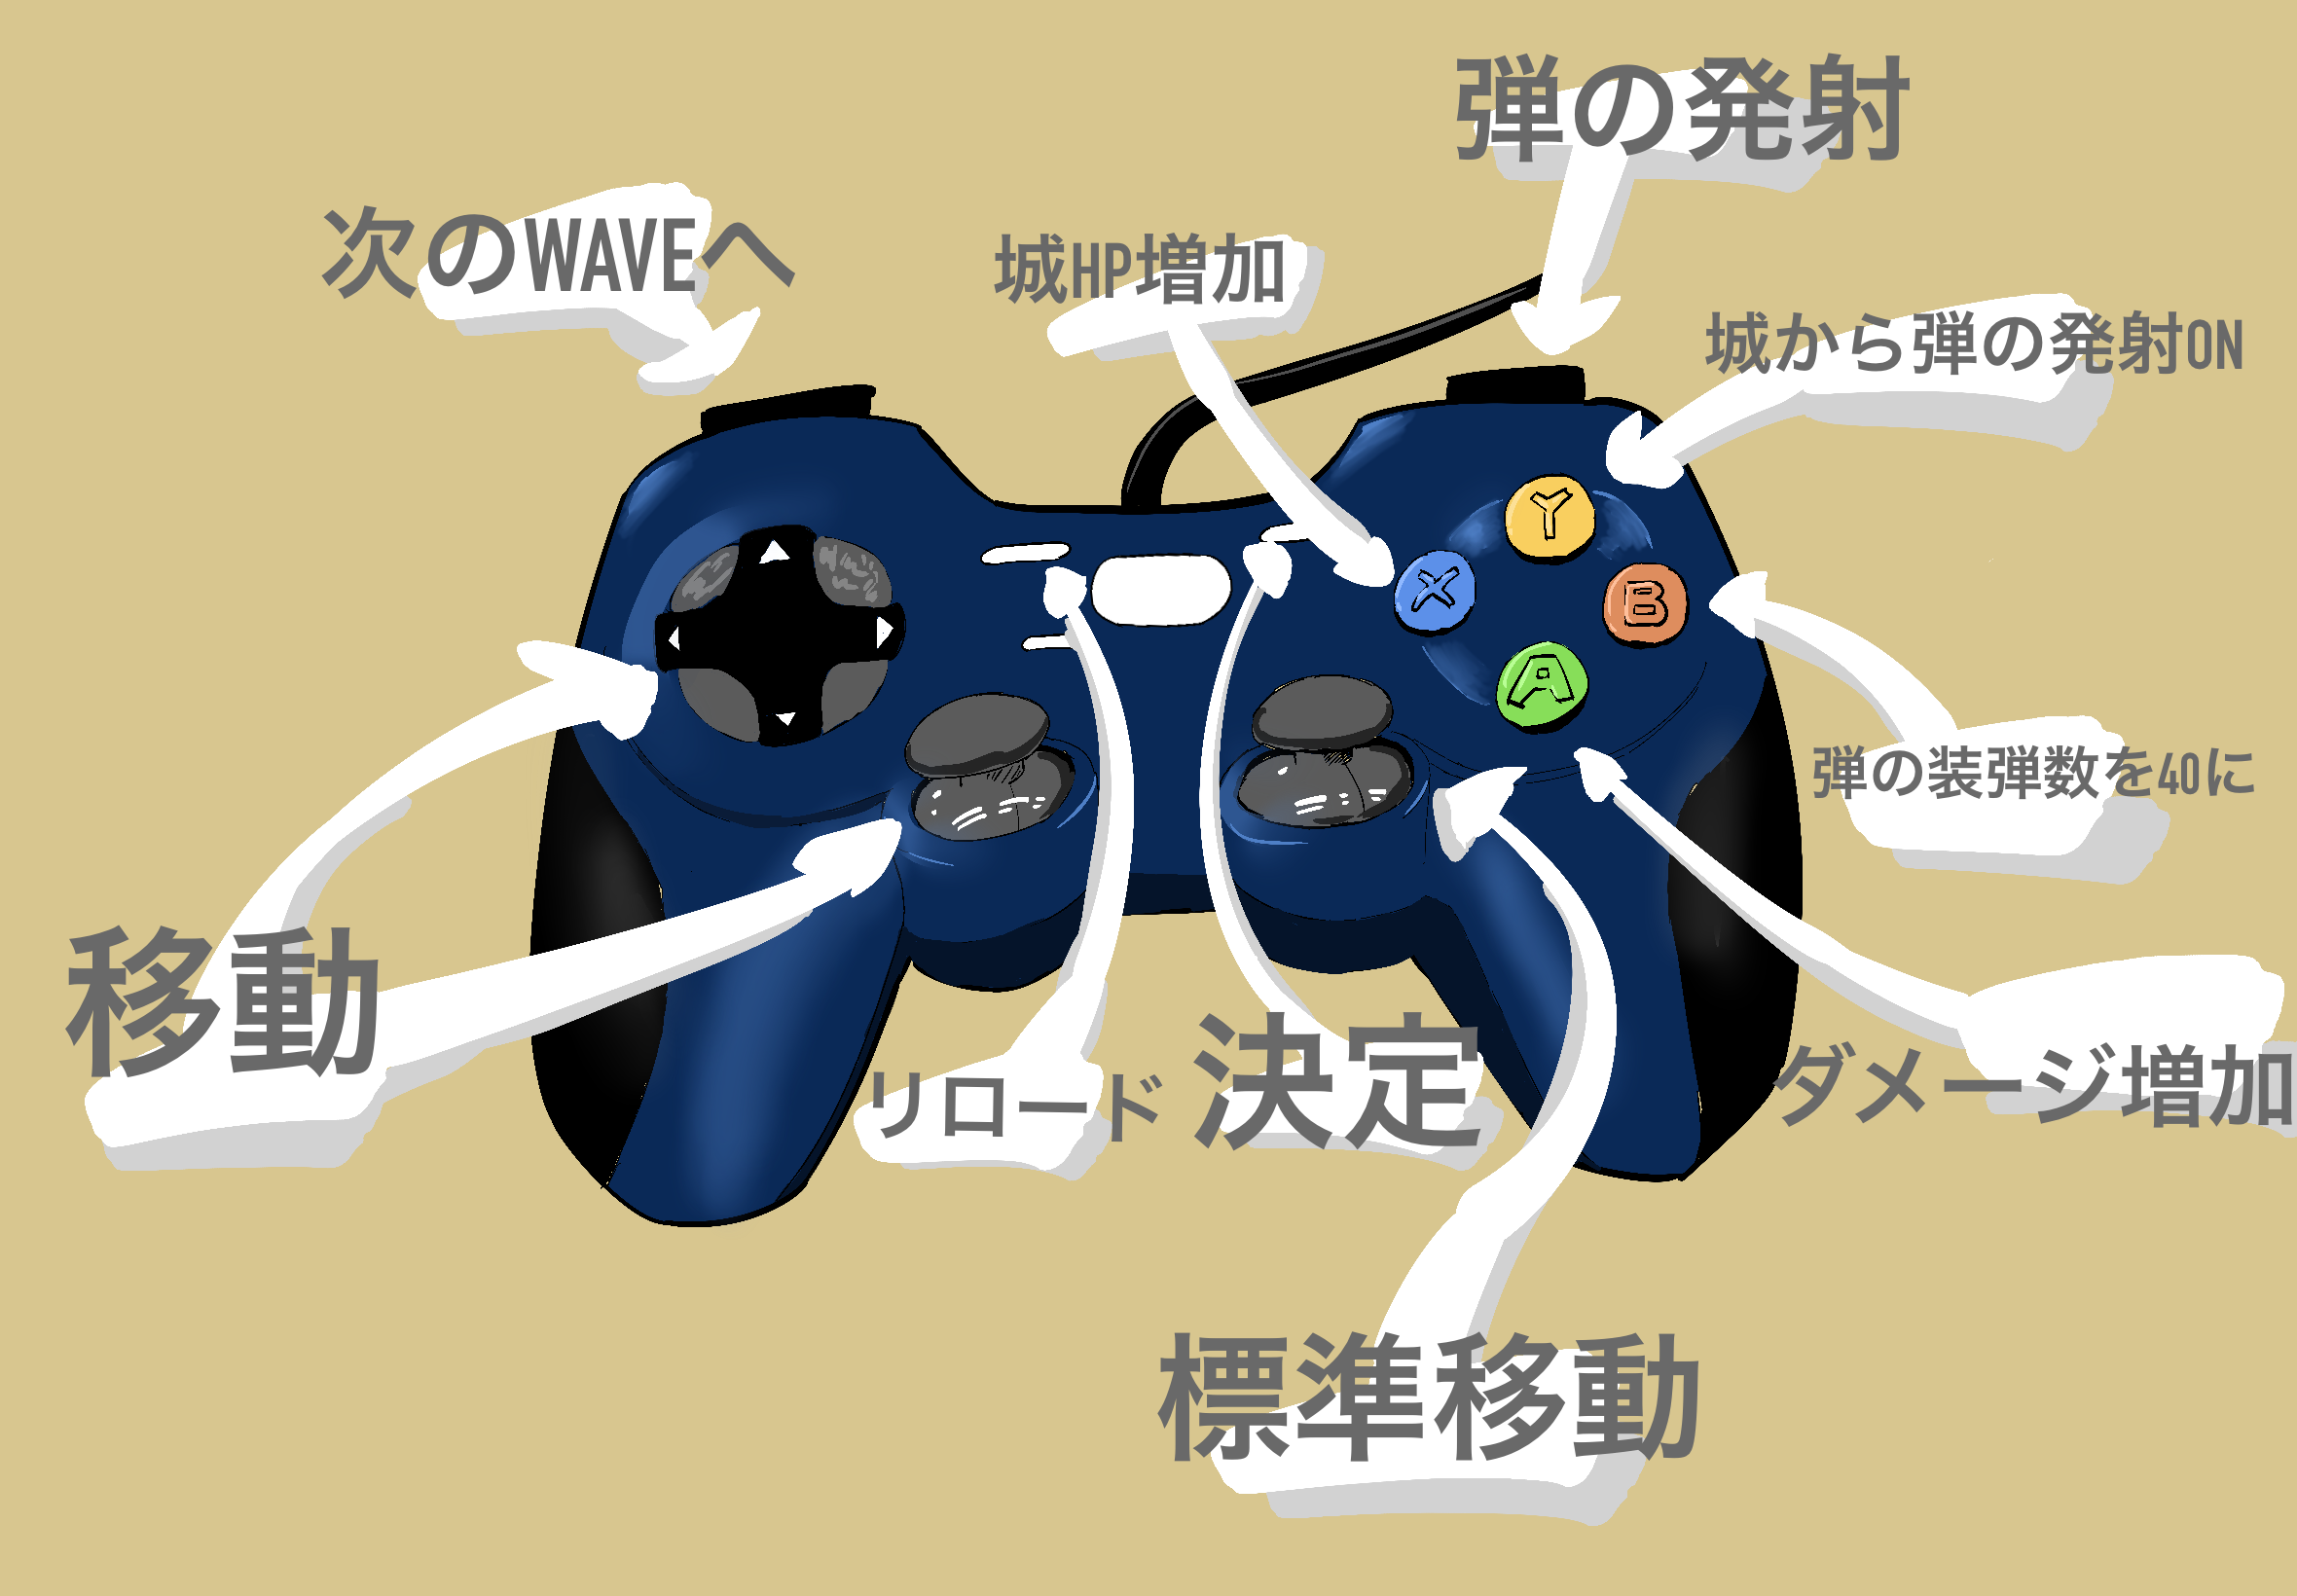 弾の発射
次のWAVEへ
城HP増加
城から弾の発射ON
Y
X
B
A
弾の装弾数を40に
移動
リロード
決定
ダメージ増加
標準移動